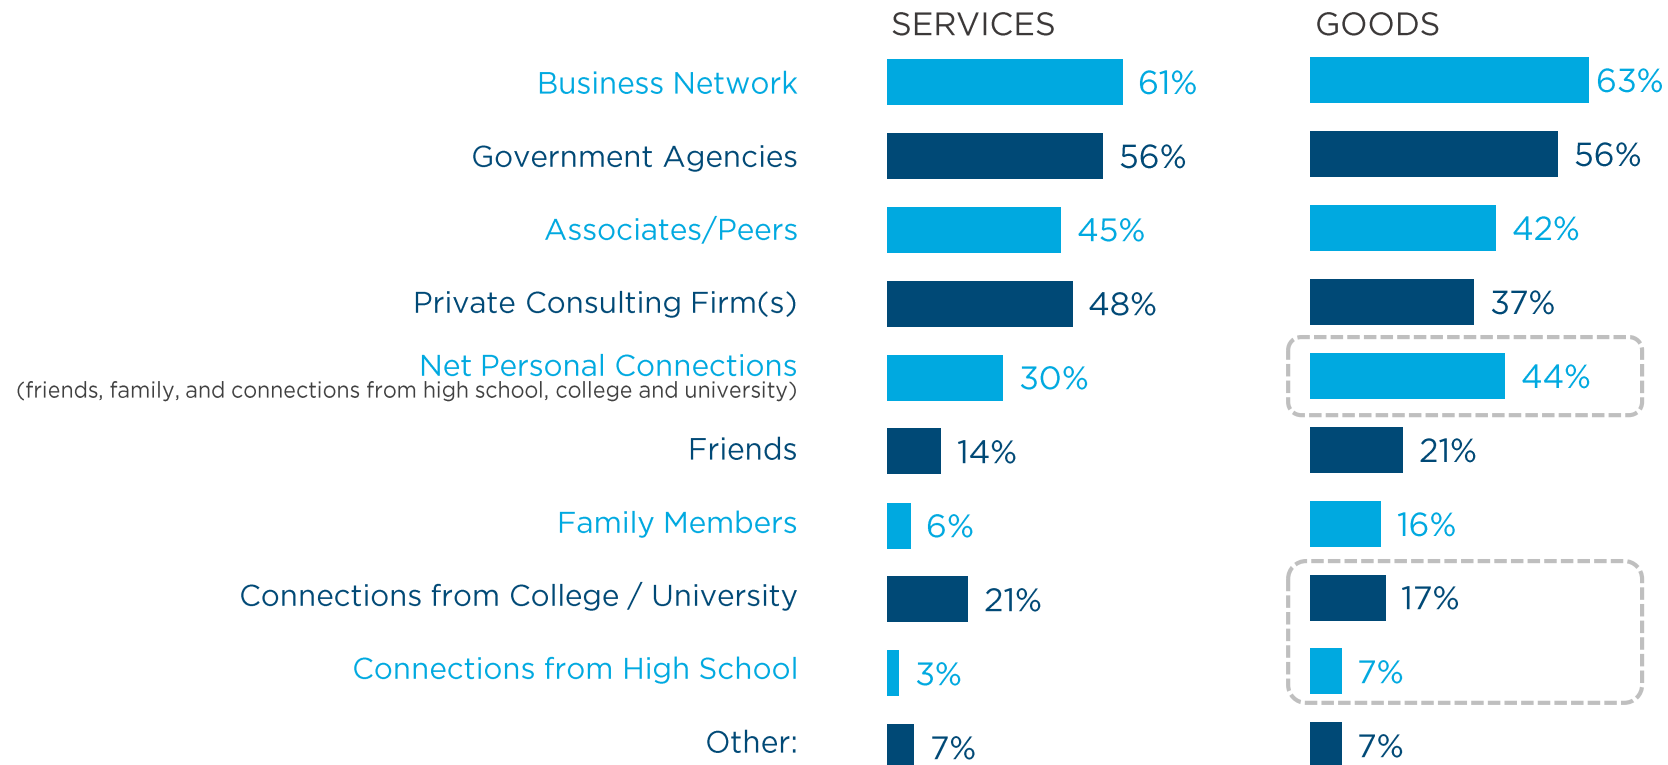 SERVICES GOODS
Business Network 61% 63%
Government Agencies 56% 56%
Associates/Peers 45% 42%
Private Consulting Firm(s) 48% 37%
Net Personal Connections 30% 44%
(friends, family, and connections from high school, college and university)
Friends 14% 21%
Family Members 6% 16%
Connections from College / University 21% 17%
Connections from High School 3% 7%
Other: 7% 7%